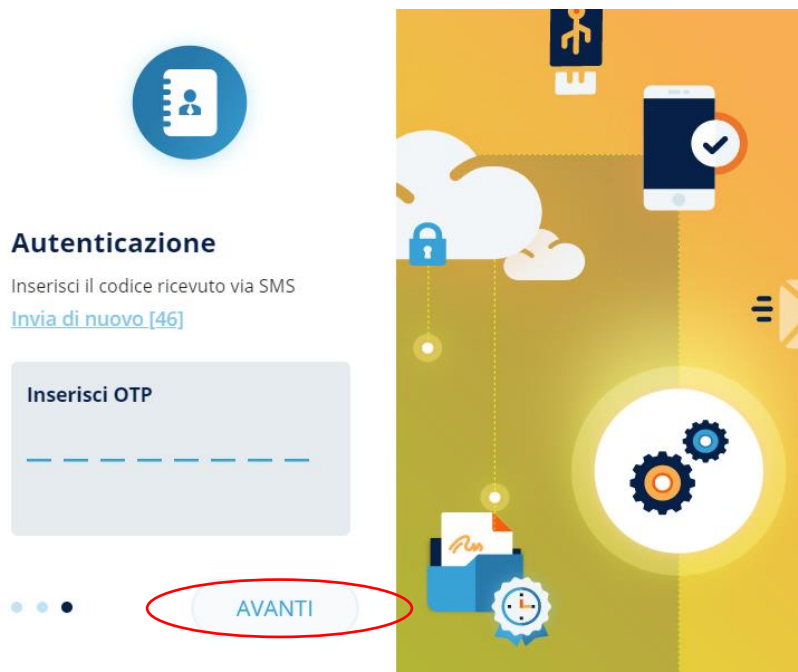 Autenticazione
Inserisci il codice ricevuto via SMS
Invia di nuovo [46]
Inserisci OTP
AVANTI